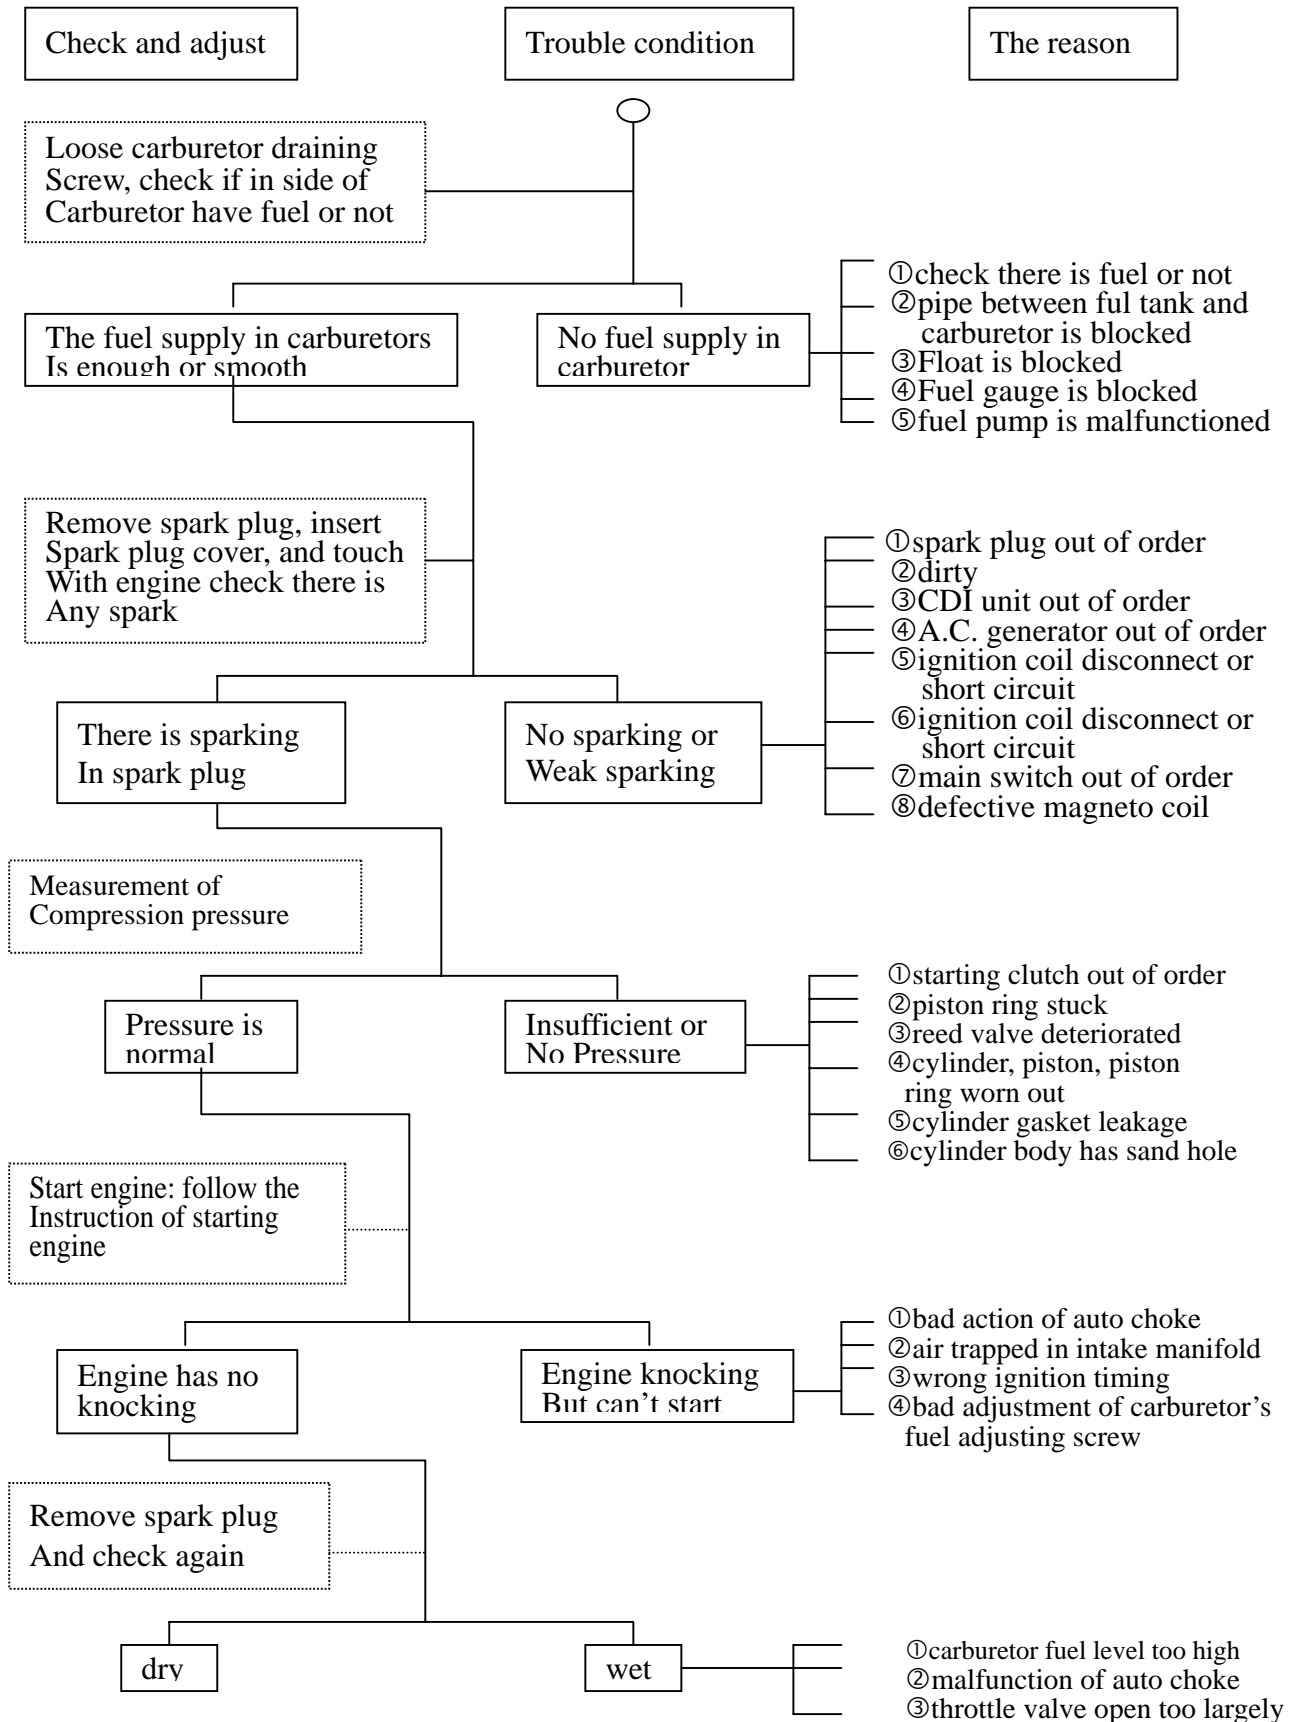 Check and adjust
Trouble condition
The reason
Loose carburetor draining
Screw, check if in side of
Carburetor have fuel or not
The fuel supply in carburetors
Is enough or smooth
No fuel supply in
carburetor
①check there is fuel or not
②pipe between ful tank and
carburetor is blocked
③Float is blocked
④Fuel gauge is blocked
⑤fuel pump is malfunctioned
Remove spark plug, insert
Spark plug cover, and touch
With engine check there is
Any spark
There is sparking
In spark plug
No sparking or
Weak sparking
①spark plug out of order
②dirty
③CDI unit out of order
④A.C. generator out of order
⑤ignition coil disconnect or
short circuit
⑥ignition coil disconnect or
short circuit
⑦main switch out of order
⑧defective magneto coil
Measurement of
Compression pressure
Pressure is
normal
Insufficient or
No Pressure
①starting clutch out of order
②piston ring stuck
③reed valve deteriorated
④cylinder, piston, piston
ring worn out
⑤cylinder gasket leakage
⑥cylinder body has sand hole
Start engine: follow the
Instruction of starting
engine
Engine has no
knocking
Engine knocking
But can't start
①bad action of auto choke
②air trapped in intake manifold
③wrong ignition timing
④bad adjustment of carburetor's
fuel adjusting screw
Remove spark plug
And check again
dry
wet
①carburetor fuel level too high
②malfunction of auto choke
③throttle valve open too largely